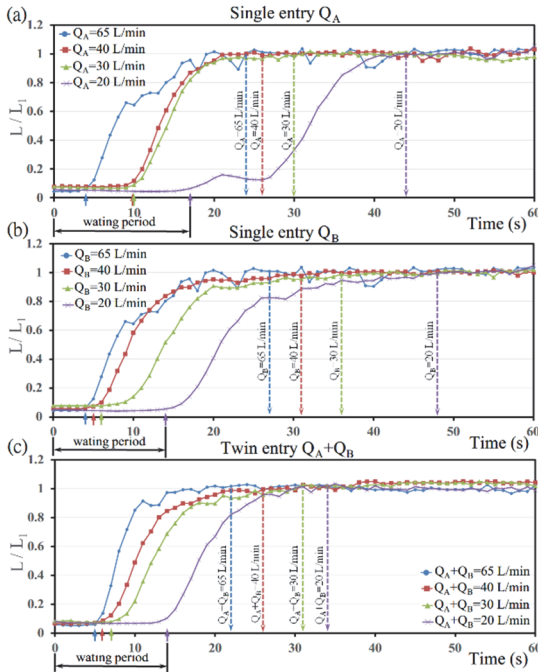 (a) Single entry QA
QA=65 L/min
QA=40 L/min
QA=30 L/min
QA=20 L/min
L / L1
1.2
1
0.8
0.6
0.4
0.2
0
QA=65 L/min
QA=40 L/min
QA=30 L/min
QA 20 L/min
0 10 20 30 40 50 60
wating period
Time (s)
(b) Single entry QB
QB=65 L/min
QB=40 L/min
QB=30 L/min
QB=20 L/min
L / L1
1.2
1
0.8
0.6
0.4
0.2
0
QB=65 L/min
QB=40 L/min
QB 30 L/min
QB=20 L/min
0 10 20 30 40 50 60
wating period
Time (s)
(c) Twin entry QA+QB
L / L1
1.2
1
0.8
0.6
0.4
0.2
0
QA+QB=65 L/min
QA+QB=40 L/min
QA+QB=30 L/min
QA+QB=20 L/min
QA+QB=65 L/min
QA+QB=40 L/min
QA+QB=30 L/min
QA+QB=20 L/min
0 10 20 30 40 50 60
wating period
Time (s)